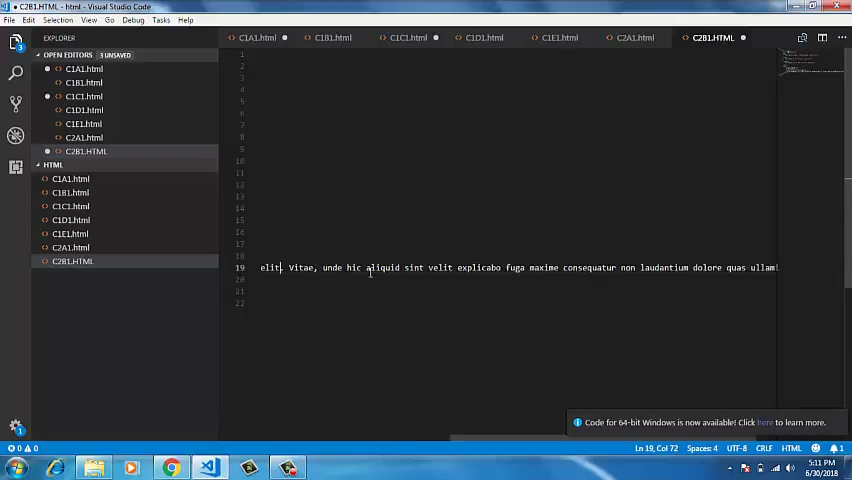 C2B1.HTML - html - Visual Studio Code
File Edit Selection View Go Debug Tasks Help
EXPLORER
C1A1.html C1B1.html C1C1.html C1D1.html C1E1.html C2A1.html C2B1.HTML
OPEN EDITORS 3 UNSAVED
C1A1.html
C1B1.html
C1C1.html
C1D1.html
C1E1.html
C2A1.html
C2B1.HTML
HTML
C1A1.html
C1B1.html
C1C1.html
C1D1.html
C1E1.html
C2A1.html
C2B1.HTML
1
2
3
4
5
6
7
8
9
10
11
12
13
14
15
16
17
18
19 elit. Vitae, unde hic aliquid sint velit explicabo fuga maxime consequatur non laudantium dolore quas ullam!
20
21
22
3
1
Code for 64-bit Windows is now available! Click here to learn more.
0 0 Ln 19, Col 72 Spaces: 4 UTF-8 CRLF HTML 1
5:11 PM
6/30/2018